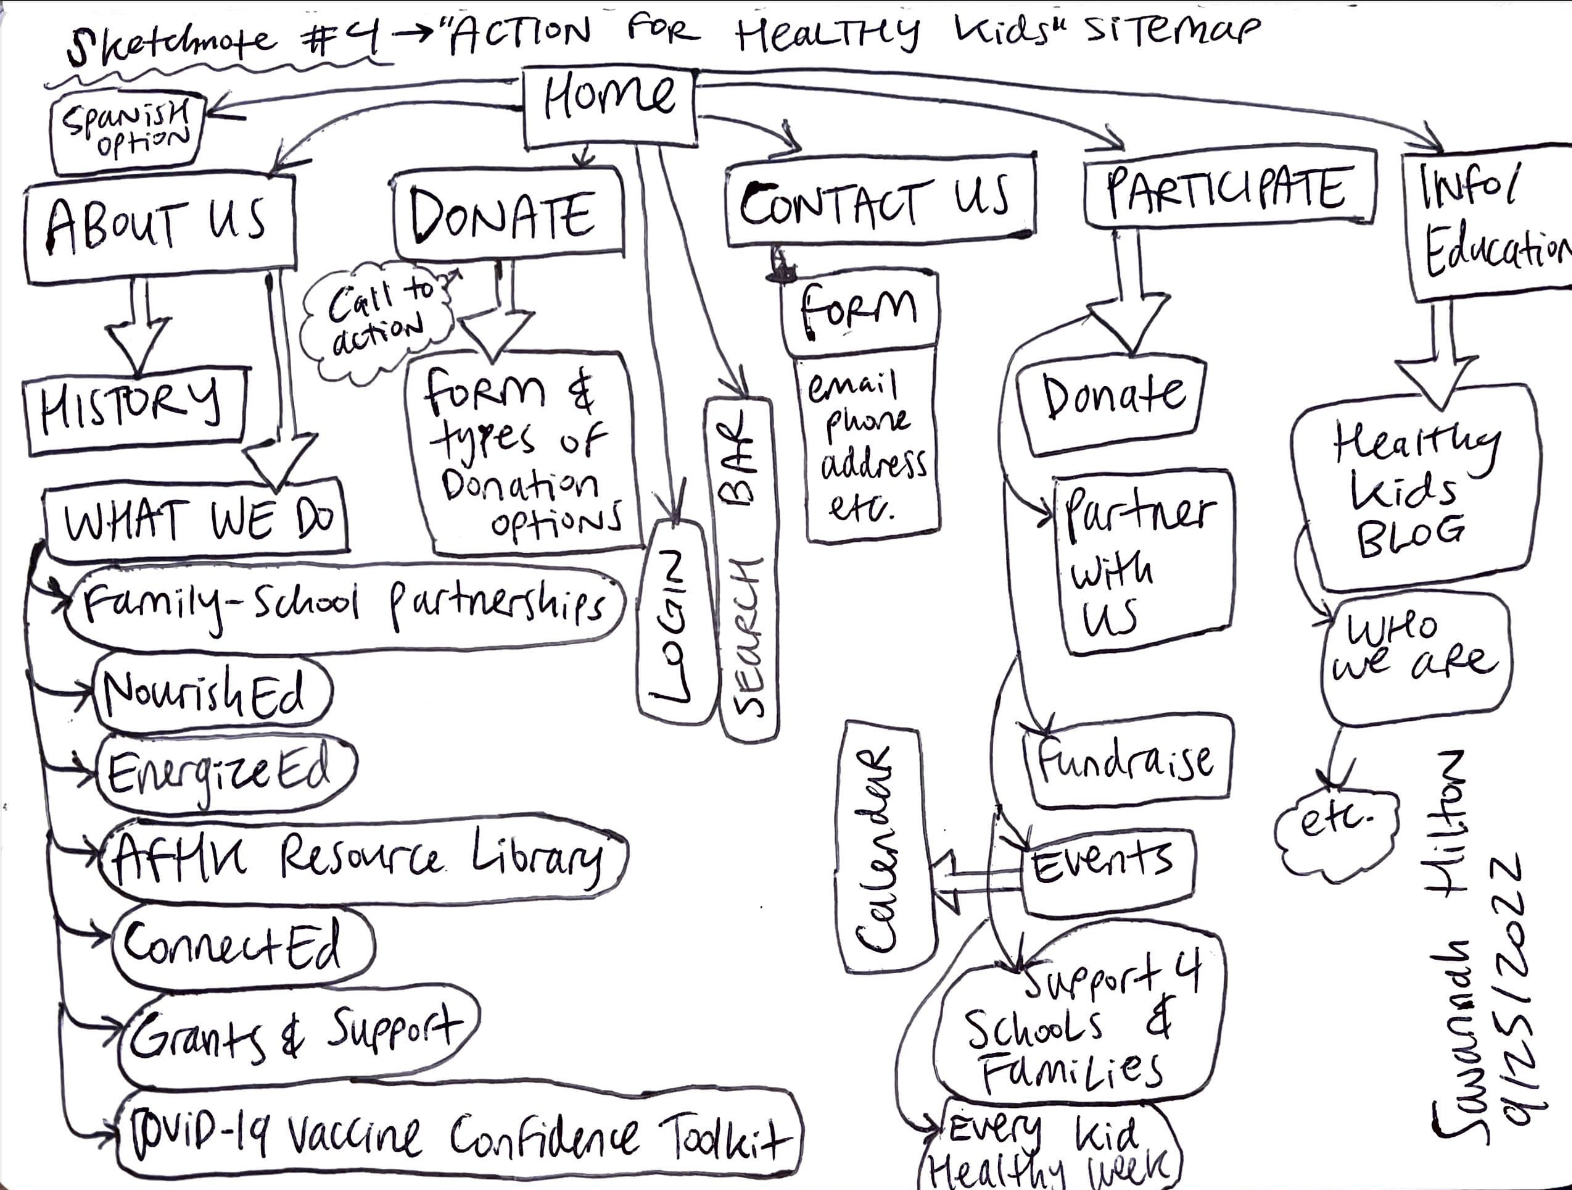 Sketchnote #4 → "ACTION FOR HEALTHY Kids" SITEMAP
Home
SPANISH
OPTION
ABOUT US
DONATE
CONTACT US
PARTICIPATE
INFO/
Education
Call to
action
HISTORY
WHAT WE DO
Family-School Partnerships
NourishEd
EnergizeEd
AFHK Resource Library
ConnectEd
Grants & Support
COVID-19 Vaccine Confidence Toolkit
FORM &
types of
Donation
OPTIONS
LOGIN
SEARCH BAR
FORM
email
phone
address
etc.
Donate
Partner
with
US
Fundraise
Events
Calendar
Support 4
Schools &
Families
Every Kid
Healthy Week
Healthy
Kids
BLOG
WHO
we are
etc.
Savannah Hilton
9/25/2022